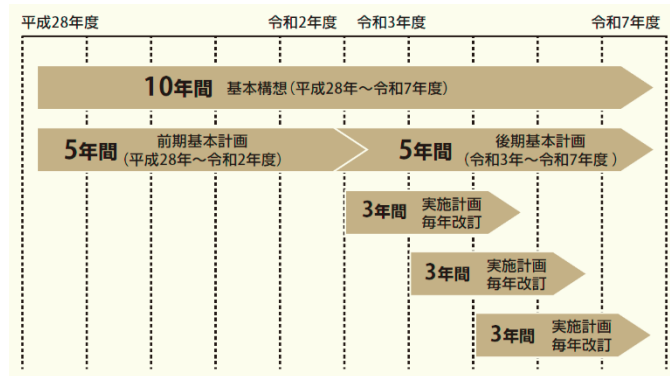 平成28年度 令和2年度 令和3年度 令和7年度
10年間 基本構想(平成28年～令和7年度)
5年間 前期基本計画
(平成28年～令和2年度)
5年間 後期基本計画
(令和3年～令和7年度)
3年間 実施計画
毎年改訂
3年間 実施計画
毎年改訂
3年間 実施計画
毎年改訂